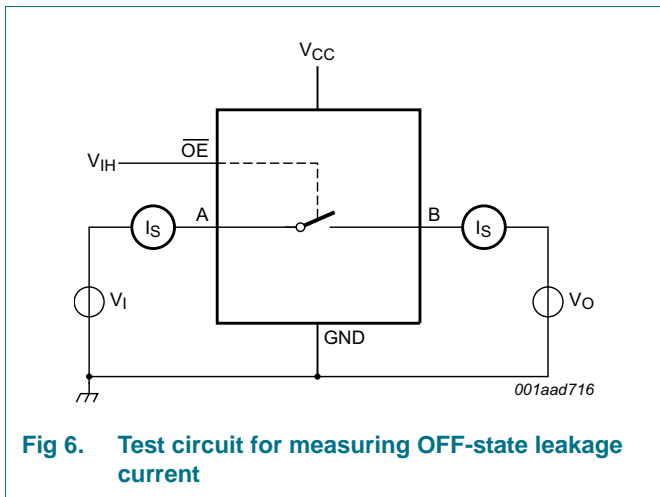 VCC
OE
VIH
A
B
IS
IS
VI
VO
GND
001aad716
Fig 6. Test circuit for measuring OFF-state leakage
current